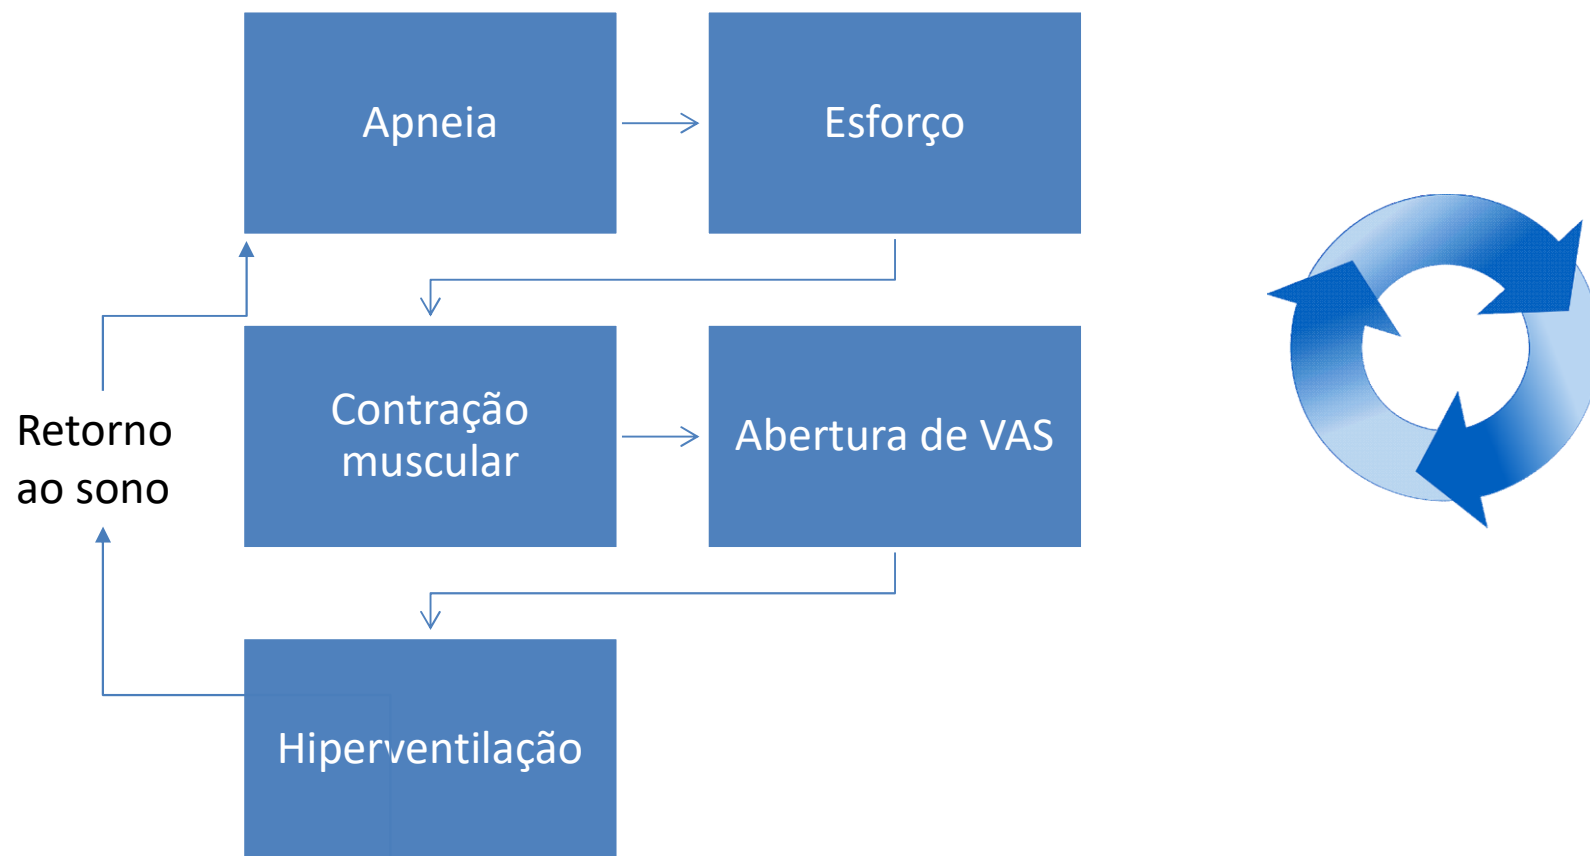 Apneia
Esforço
Contração
muscular
Abertura de VAS
Retorno
ao sono
Hiperventilação